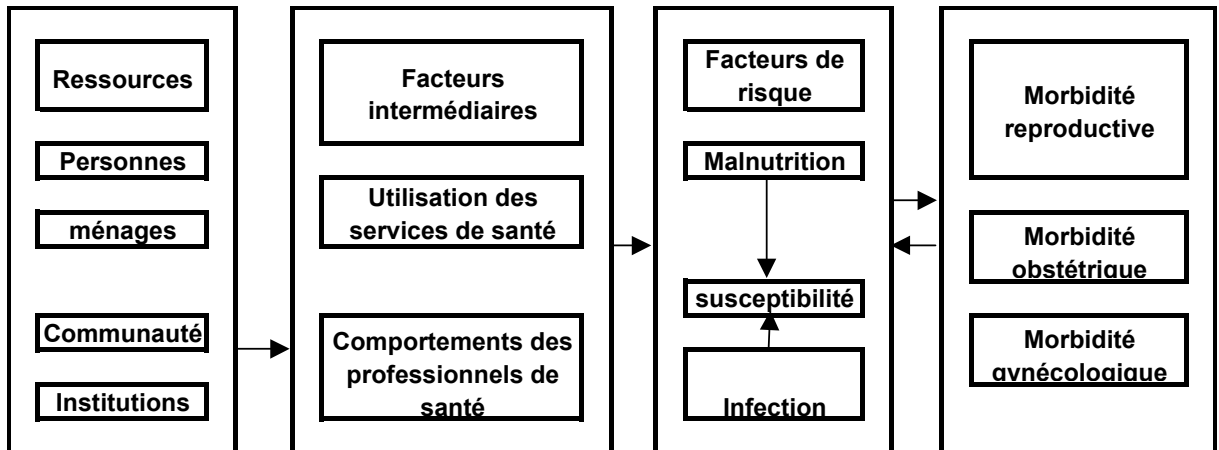 Ressources
Personnes
ménages
Communauté
Institutions
Facteurs
intermédiaires
Utilisation des
services de santé
Comportements des
professionnels de
santé
Facteurs de
risque
Malnutrition
susceptibilité
Infection
Morbidité
reproductive
Morbidité
obstétrique
Morbidité
gynécologique